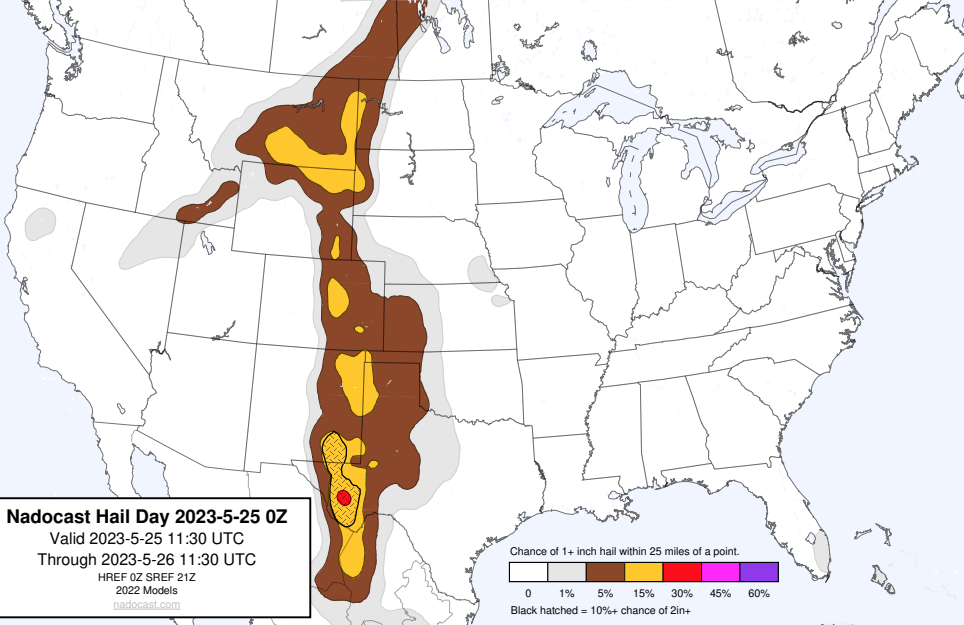 Nadocast Hail Day 2023-5-25 0Z
Valid 2023-5-25 11:30 UTC
Through 2023-5-26 11:30 UTC
HREF 0Z SREF 21Z
2022 Models
nadocast.com
Chance of 1+ inch hail within 25 miles of a point.
0 1% 5% 15% 30% 45% 60%
Black hatched = 10%+ chance of 2in+